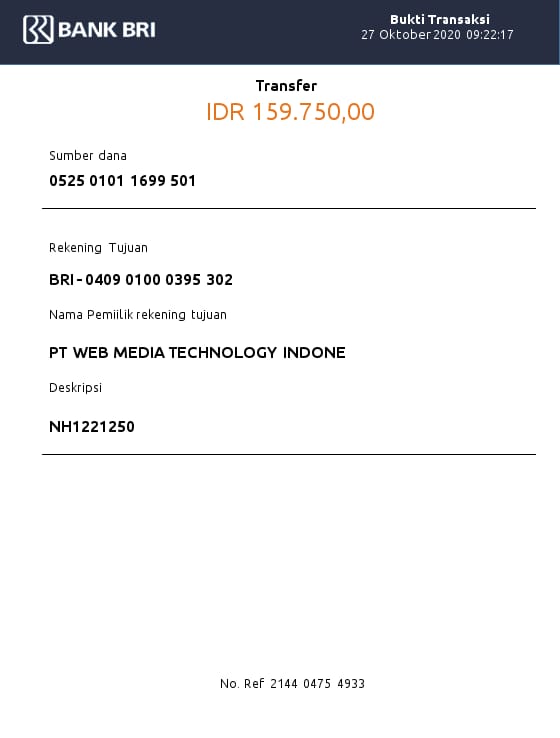 BANK BRI
Bukti Transaksi
27 Oktober 2020 09:22:17
Transfer
IDR 159.750,00
Sumber dana
0525 0101 1699 501
Rekening Tujuan
BRI - 0409 0100 0395 302
Nama Pemiilik rekening tujuan
PT WEB MEDIA TECHNOLOGY INDONE
Deskripsi
NH1221250
No. Ref 2144 0475 4933